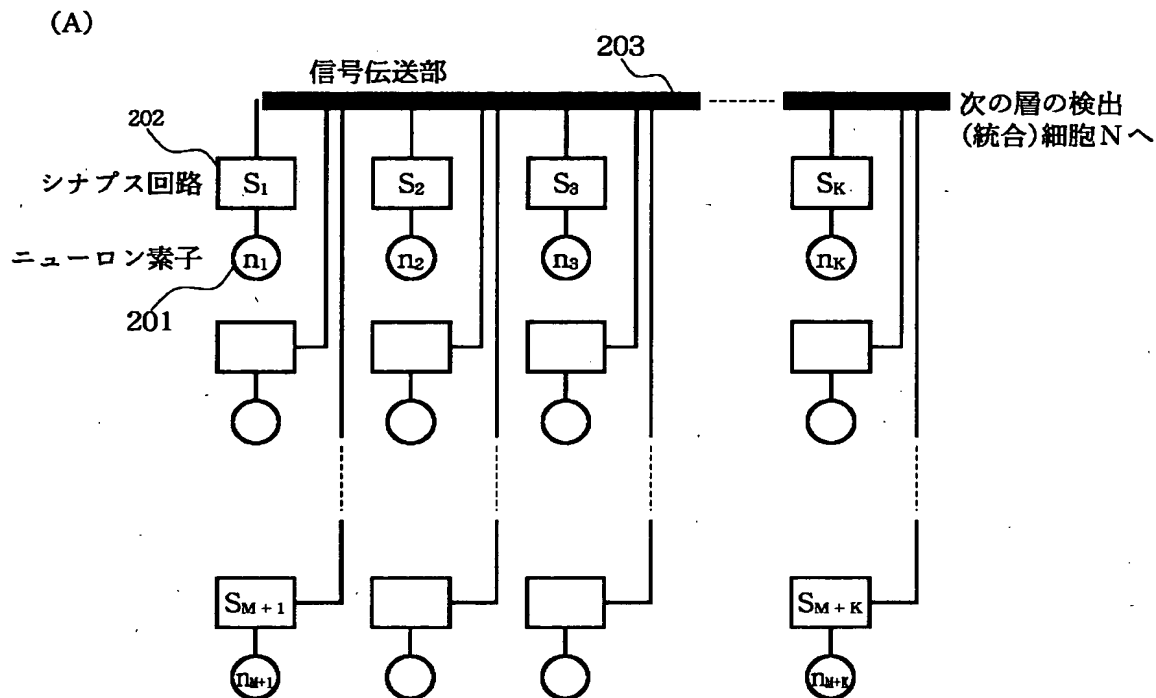 (A)
203
信号伝送部
次の層の検出
(統合)細胞Nへ
202
シナプス回路
S1
S2
S3
SK
ニューロン素子
n1
n2
n3
nK
201
SM+1
SM+K
nM+1
nM+K